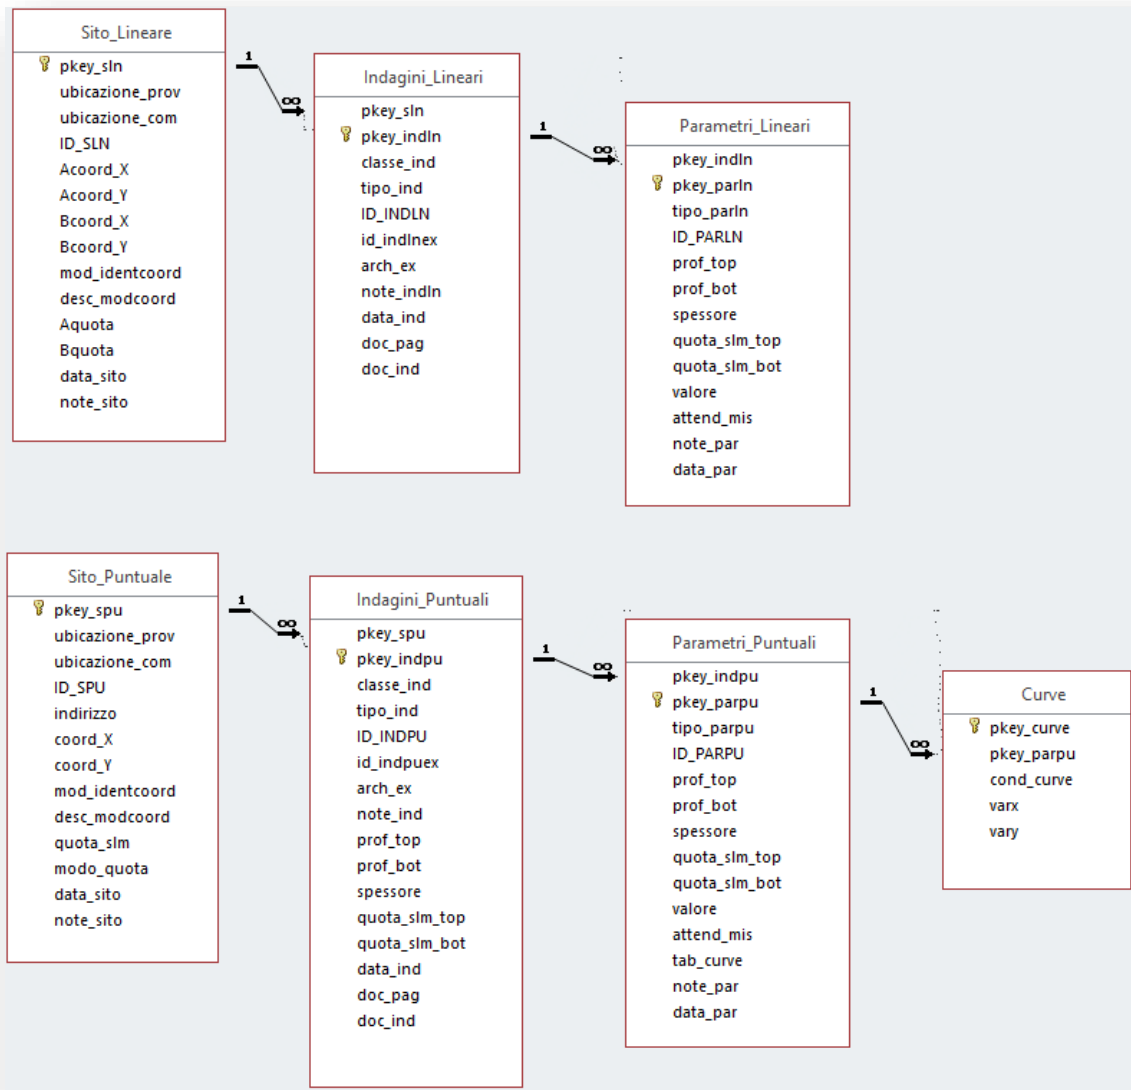 Sito_Lineare
pkey_sln
ubicazione_prov
ubicazione_com
ID_SLN
Acoord_X
Acoord_Y
Bcoord_X
Bcoord_Y
mod_identcoord
desc_modcoord
Aquota
Bquota
data_sito
note_sito
1
∞
Indagini_Lineari
pkey_sln
pkey_indln
classe_ind
tipo_ind
ID_INDLN
id_indlnex
arch_ex
note_indln
data_ind
doc_pag
doc_ind
1
∞
Parametri_Lineari
pkey_indln
pkey_parln
tipo_parln
ID_PARLN
prof_top
prof_bot
spessore
quota_slm_top
quota_slm_bot
valore
attend_mis
note_par
data_par
Sito_Puntuale
pkey_spu
ubicazione_prov
ubicazione_com
ID_SPU
indirizzo
coord_X
coord_Y
mod_identcoord
desc_modcoord
quota_slm
modo_quota
data_sito
note_sito
1
∞
Indagini_Puntuali
pkey_spu
pkey_indpu
classe_ind
tipo_ind
ID_INDPU
id_indpuex
arch_ex
note_ind
prof_top
prof_bot
spessore
quota_slm_top
quota_slm_bot
data_ind
doc_pag
doc_ind
1
∞
Parametri_Puntuali
pkey_indpu
pkey_parpu
tipo_parpu
ID_PARPU
prof_top
prof_bot
spessore
quota_slm_top
quota_slm_bot
valore
attend_mis
tab_curve
note_par
data_par
1
∞
Curve
pkey_curve
pkey_parpu
cond_curve
varx
vary